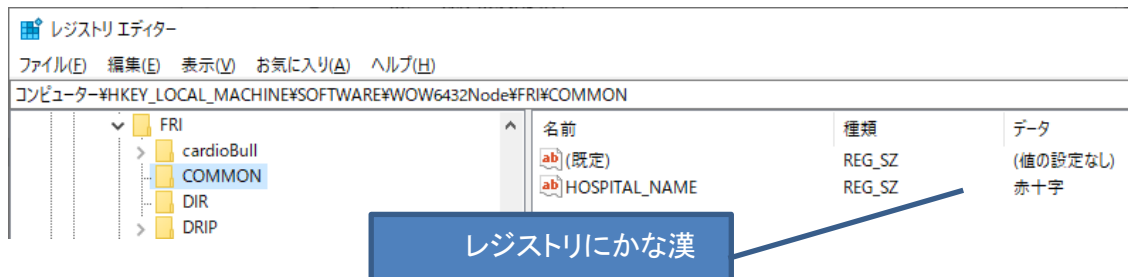 レジストリ エディター
ファイル(F) 編集(E) 表示(V) お気に入り(A) ヘルプ(H)
コンピューター¥HKEY_LOCAL_MACHINE¥SOFTWARE¥WOW6432Node¥FRI¥COMMON
FRI
cardioBull
COMMON
DIR
DRIP
名前 種類 データ
ab (既定) REG_SZ (値の設定なし)
ab HOSPITAL_NAME REG_SZ 赤十字
レジストリにかな漢